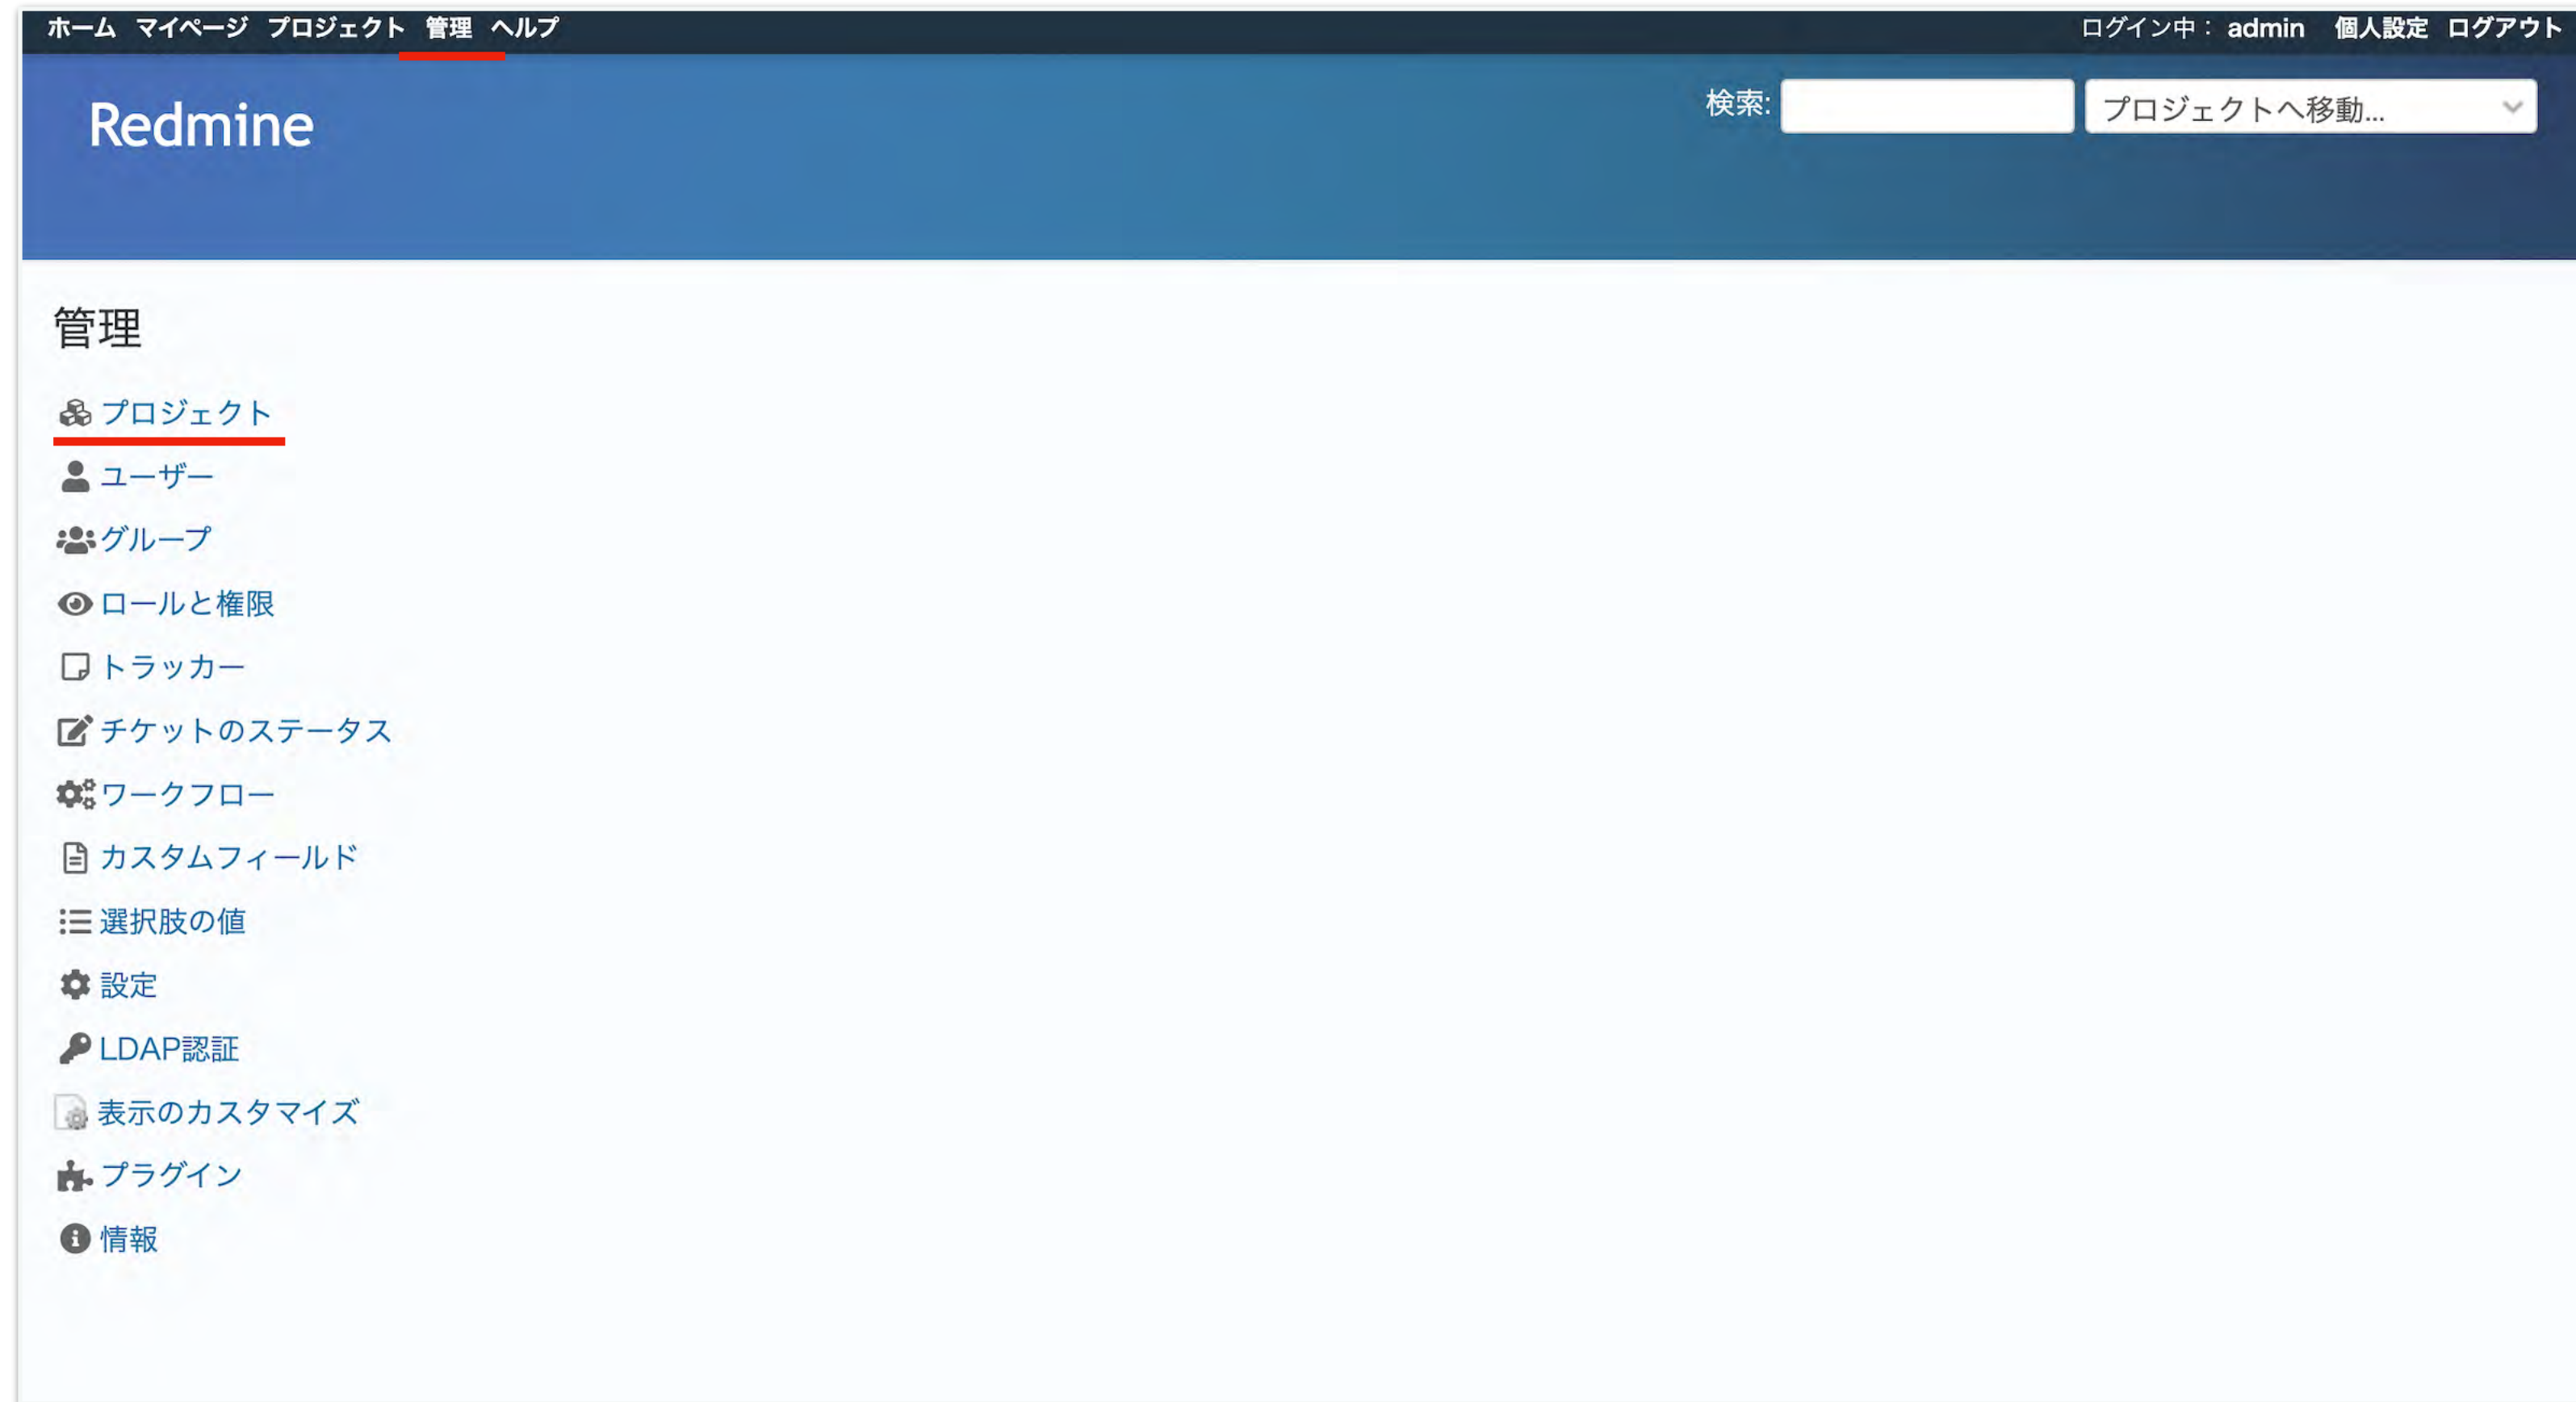 ホーム マイページ プロジェクト 管理 ヘルプ ログイン中： admin 個人設定 ログアウト
Redmine 検索: プロジェクトへ移動...
管理
プロジェクト
ユーザー
グループ
ロールと権限
トラッカー
チケットのステータス
ワークフロー
カスタムフィールド
選択肢の値
設定
LDAP認証
表示のカスタマイズ
プラグイン
情報